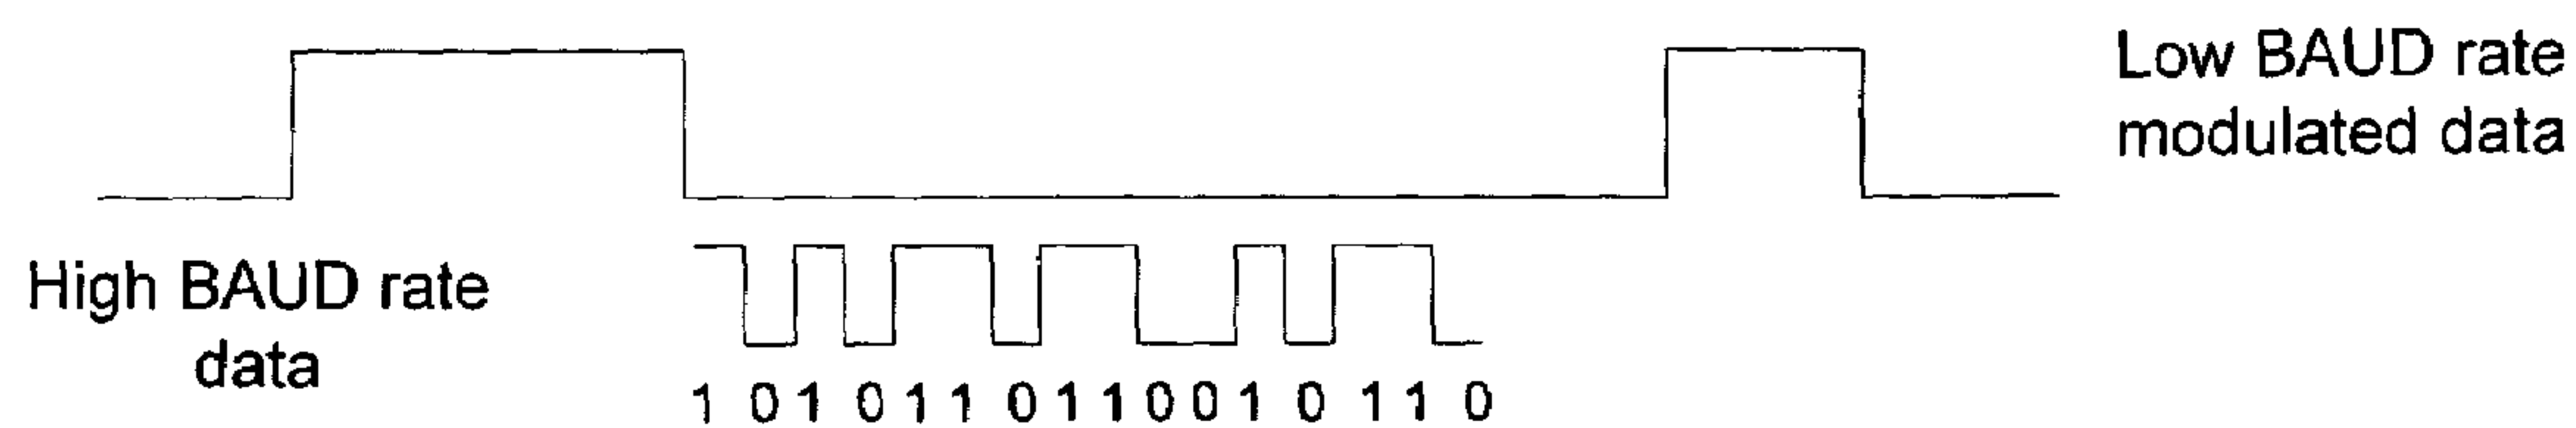 Low BAUD rate
modulated data
High BAUD rate
data
1 0 1 0 1 1 0 1 1 0 0 1 0 1 1 0